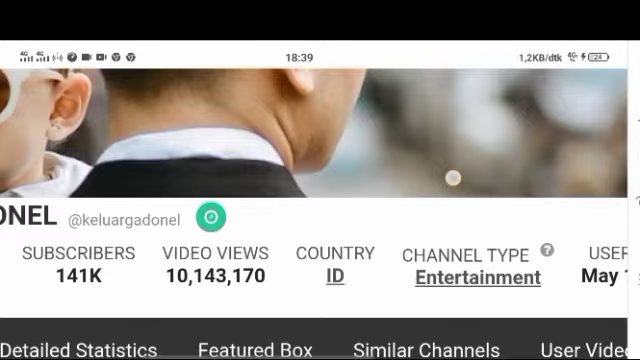 18:39
1,2KB/dtk
24
ONEL @keluargadonel
SUBSCRIBERS VIDEO VIEWS COUNTRY CHANNEL TYPE USER
141K 10,143,170 ID Entertainment May
Detailed Statistics Featured Box Similar Channels User Video